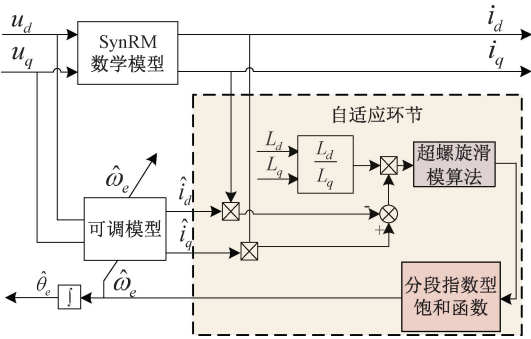 u_d
i_d
SynRM
数学模型
u_q
i_q
自适应环节
L_d
L_q
L_d
L_q
超螺旋滑
模算法
ω̂_e
î_d
可调模型
î_q
-
+
θ̂_e
∫
ω̂_e
分段指数型
饱和函数